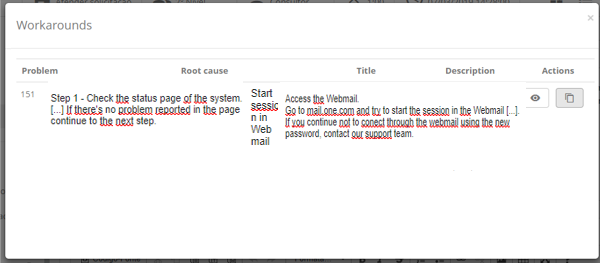 Workarounds
×
Problem Root cause Title Description Actions
151
Step 1 - Check the status page of the system.
[...] If there's no problem reported in the page
continue to the next step.
Start
sessic
n in Web
mail
Access the Webmail.
Go to mail.one.com and try to start the session in the Webmail [...].
If you continue not to conect through the webmail using the new
password, contact our support team.